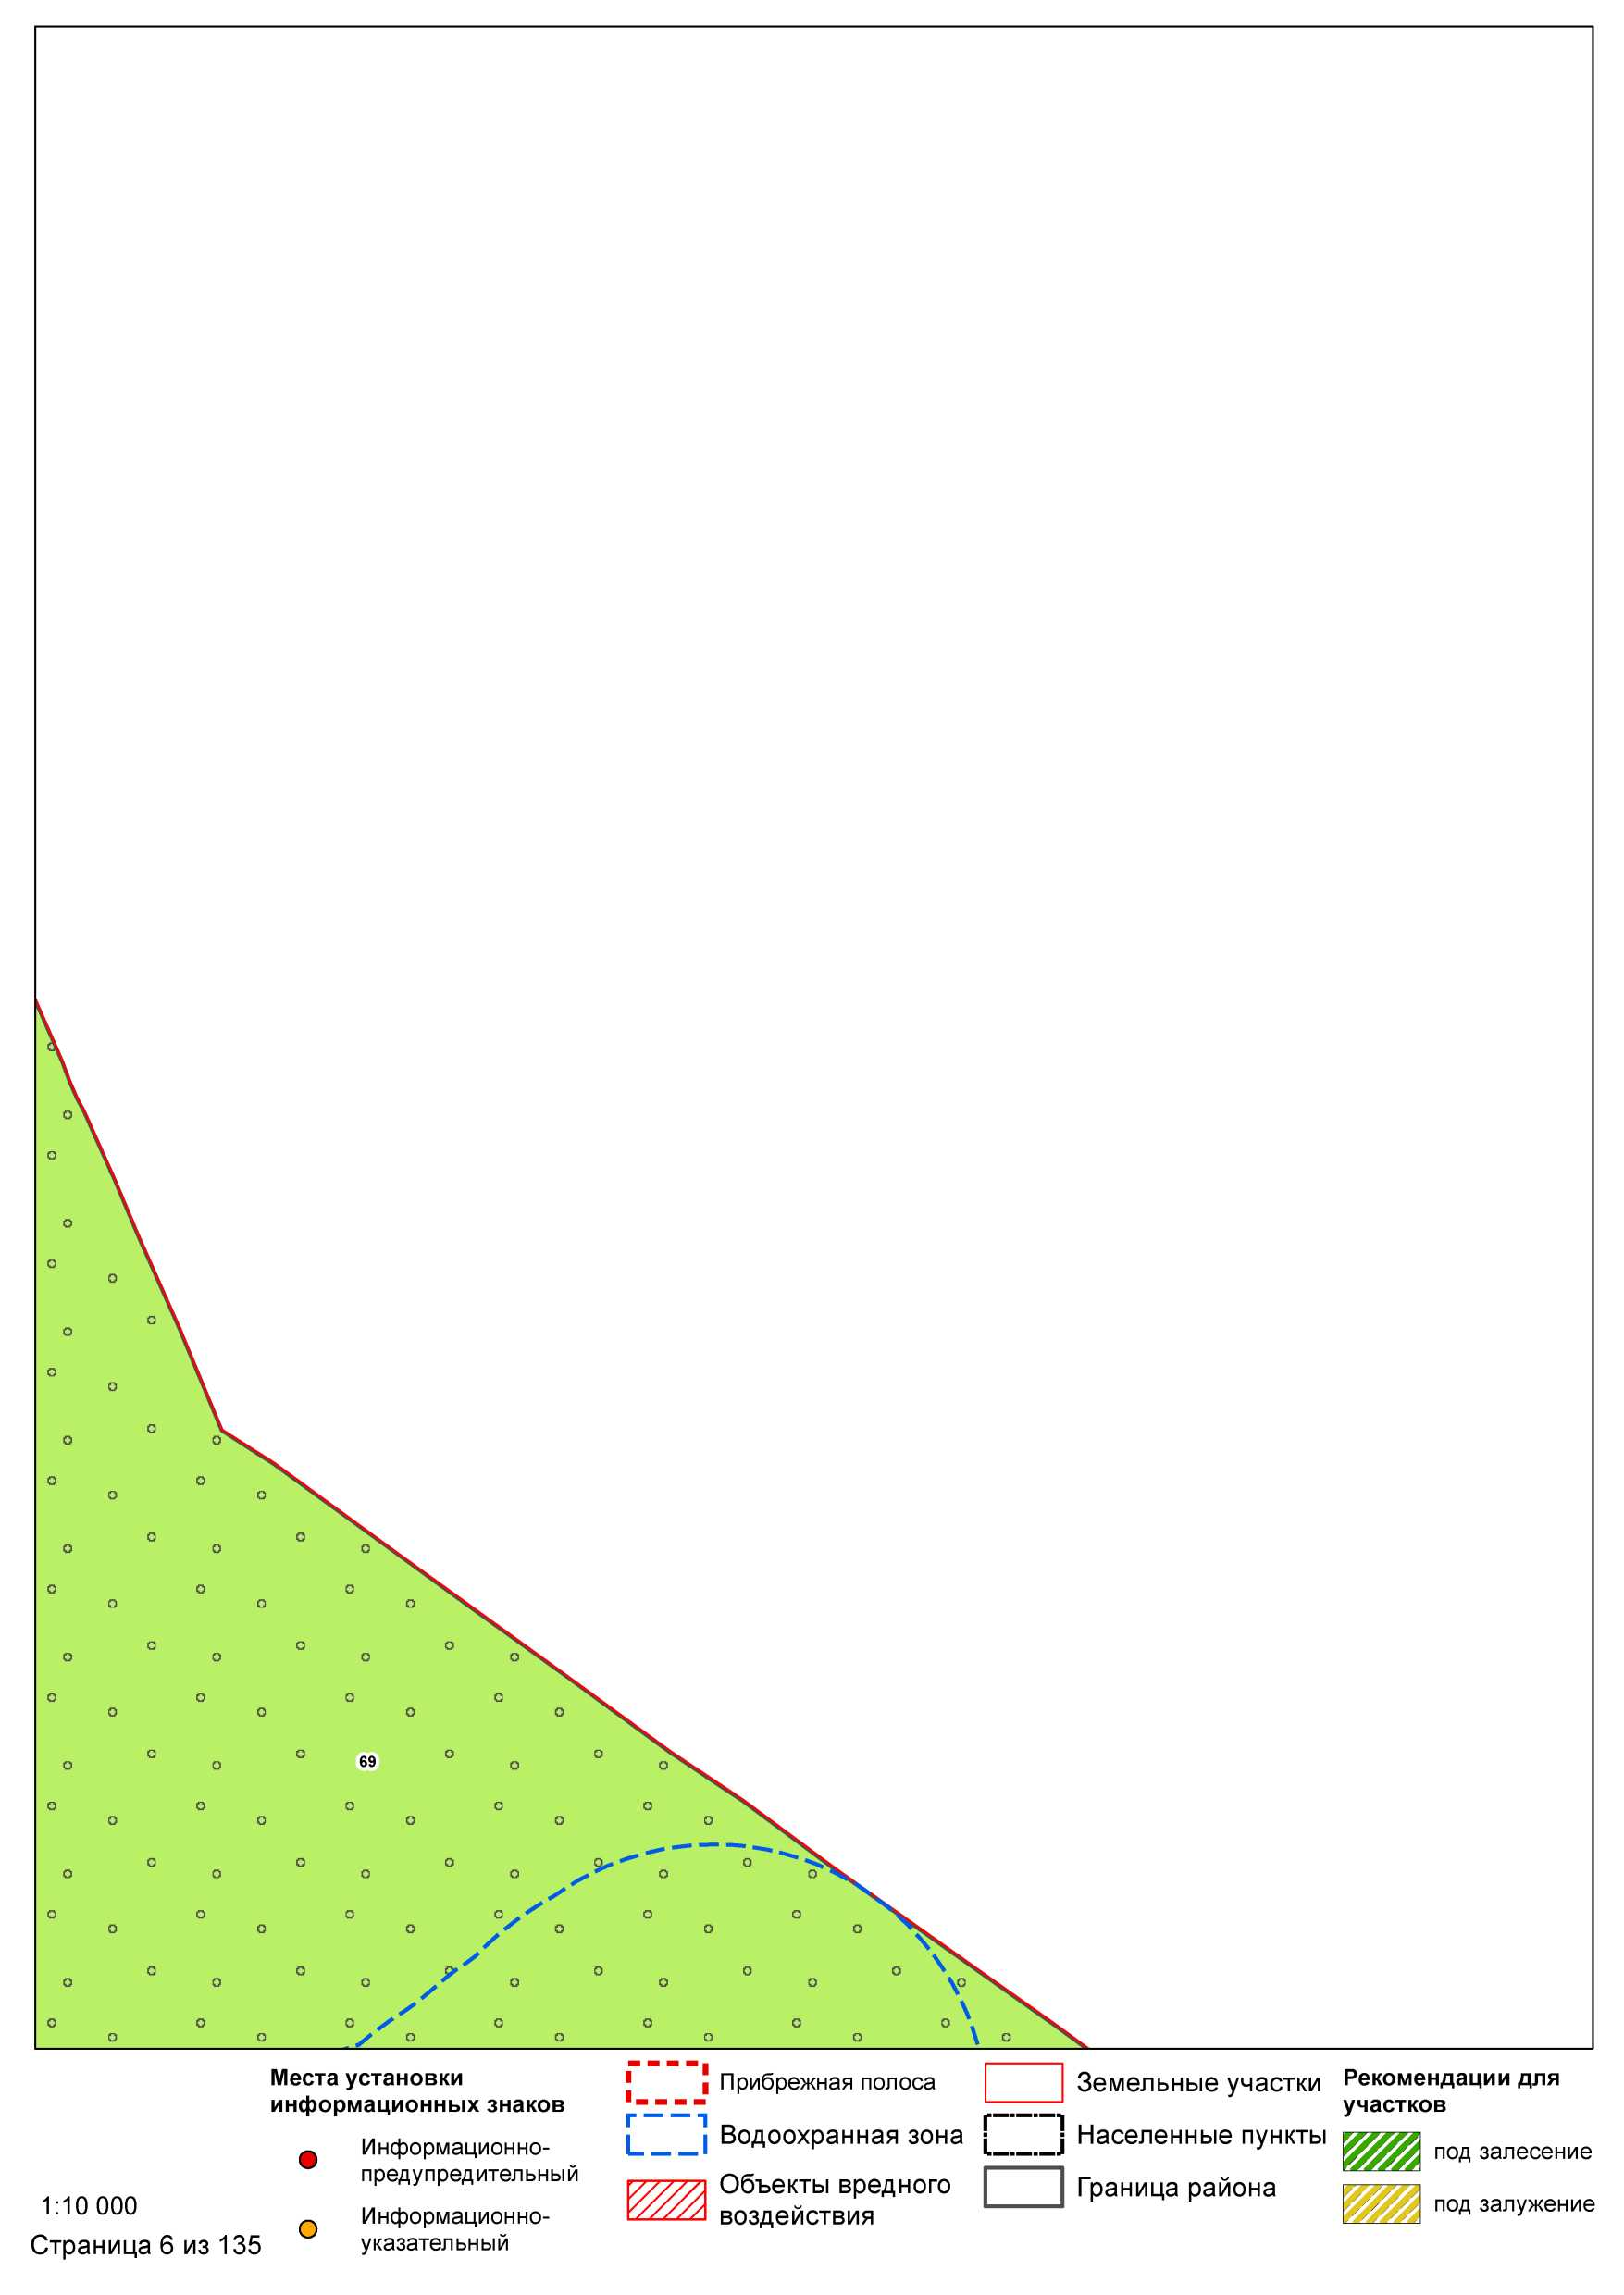 69
Места установки
информационных знаков
Информационно-
предупредительный
Информационно-
указательный
Прибрежная полоса
Водоохранная зона
Объекты вредного
воздействия
Земельные участки
Населенные пункты
Граница района
Рекомендации для
участков
под залесение
под залужение
1:10 000
Страница 6 из 135